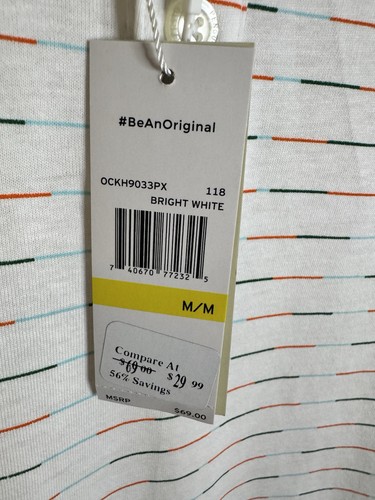 #BeAnOriginal
OCKH9033PX 118
BRIGHT WHITE
7 40670 77232 5
M/M
Compare At
$69.00 $29.99
56% Savings
MSRP $69.00